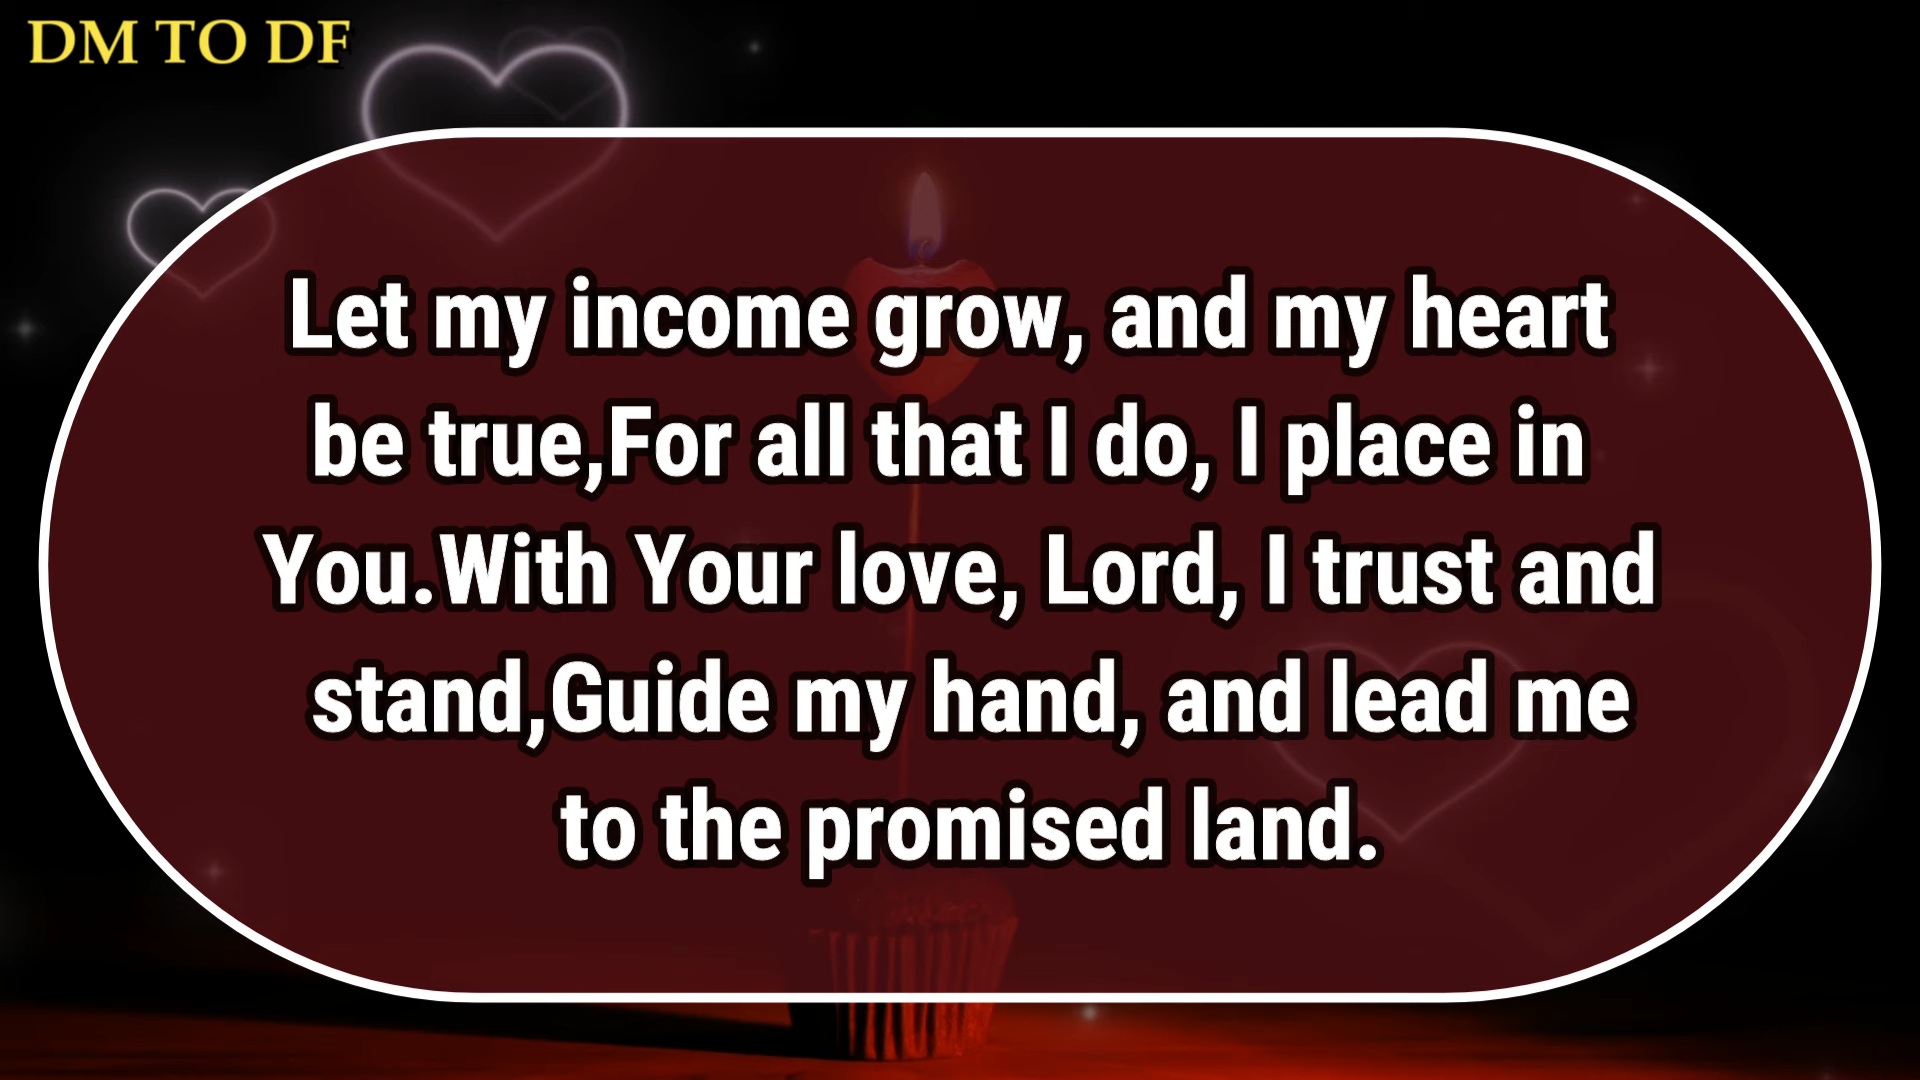 DM TO DF
Let my income grow, and my heart
be true,For all that I do, I place in
You.With Your love, Lord, I trust and
stand,Guide my hand, and lead me
to the promised land.